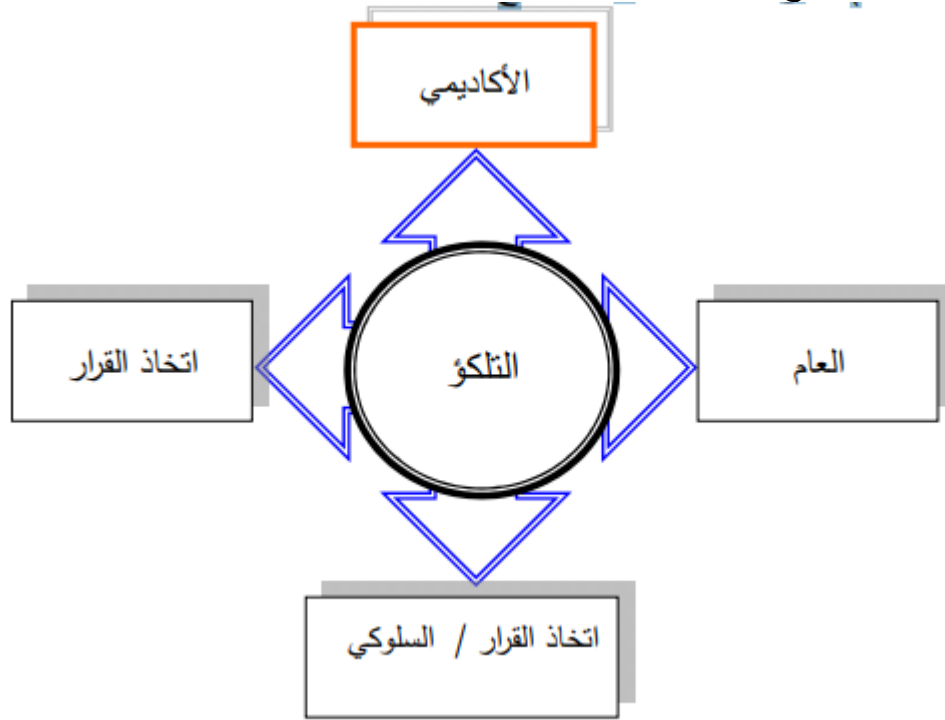 الأكاديمي
العام
التلكؤ
اتخاذ القرار
اتخاذ القرار / السلوكي